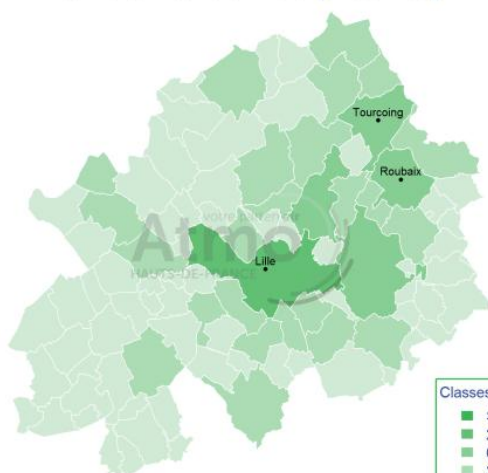 Tourcoing
Roubaix
votre partenaire
Atmo
Lille
HAUTS-DE-FRANCE
Classes